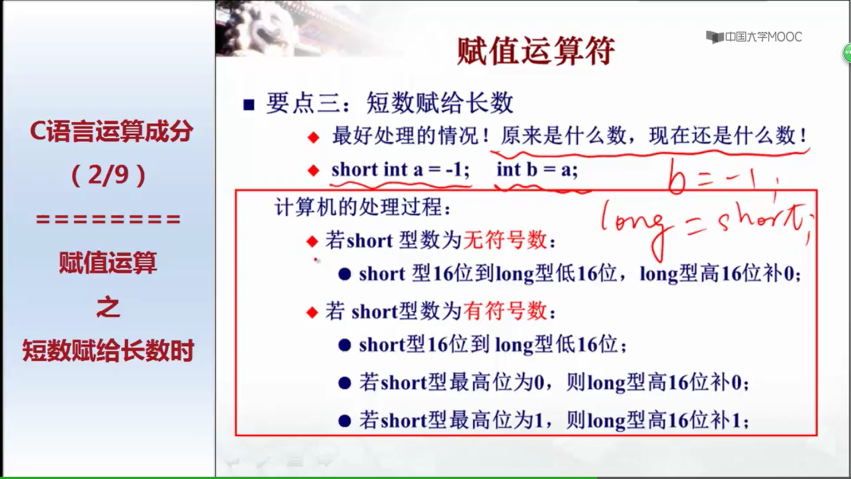 中国大学MOOC
C语言运算成分
（2/9）
========
赋值运算
之
短数赋给长数时
赋值运算符
■ 要点三：短数赋给长数
◆ 最好处理的情况！原来是什么数，现在还是什么数！
◆ short int a = -1; int b = a;
b = -1;
long = short;
计算机的处理过程：
◆ 若short 型数为无符号数：
● short 型16位到long型低16位，long型高16位补0；
◆ 若 short型数为有符号数：
● short型16位到 long型低16位；
● 若short型最高位为0，则long型高16位补0；
● 若short型最高位为1，则long型高16位补1；